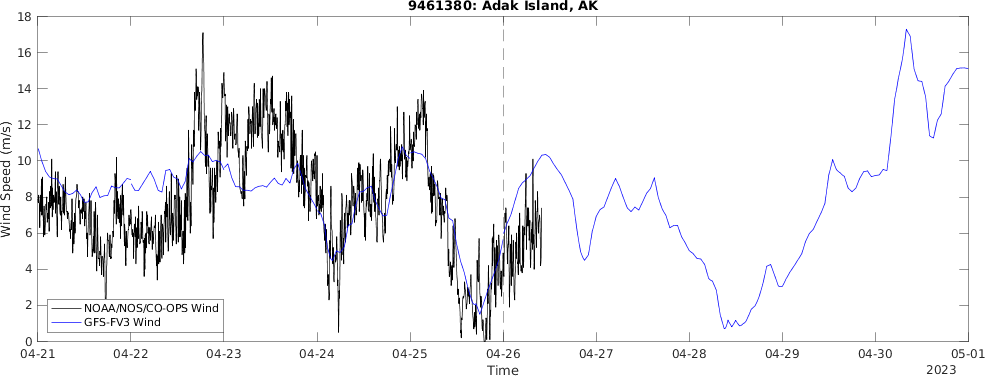 9461380: Adak Island, AK
Wind Speed (m/s)
18
16
14
12
10
8
6
4
2
0
NOAA/NOS/CO-OPS Wind
GFS-FV3 Wind
04-21 04-22 04-23 04-24 04-25 04-26 04-27 04-28 04-29 04-30 05-01
Time
2023